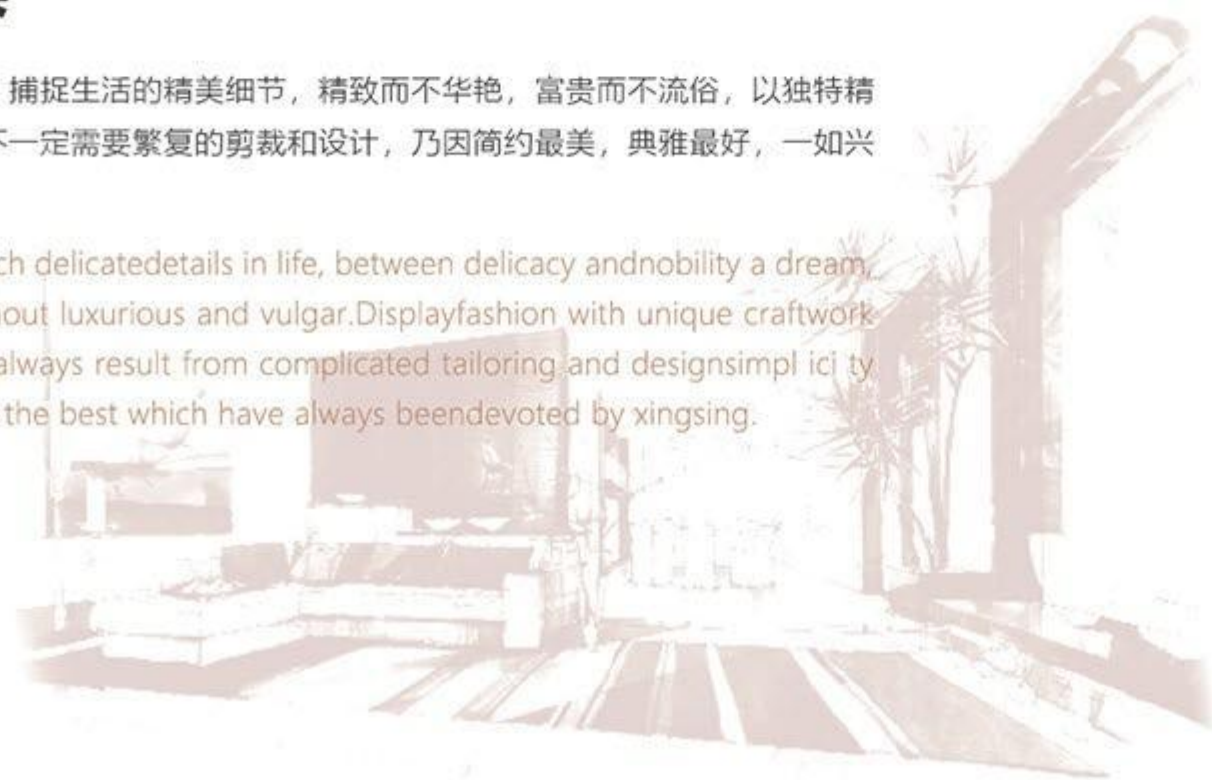 捕捉生活的精美细节，精致而不华艳，富贵而不流俗，以独特精
不一定需要繁复的剪裁和设计，乃因简约最美，典雅最好，一如兴
ch delicatedetails in life, between delicacy andnobility a dream,
out luxurious and vulgar.Displayfashion with unique craftwork
always result from complicated tailoring and designsimpl ici ty
the best which have always beendevoted by xingsing.